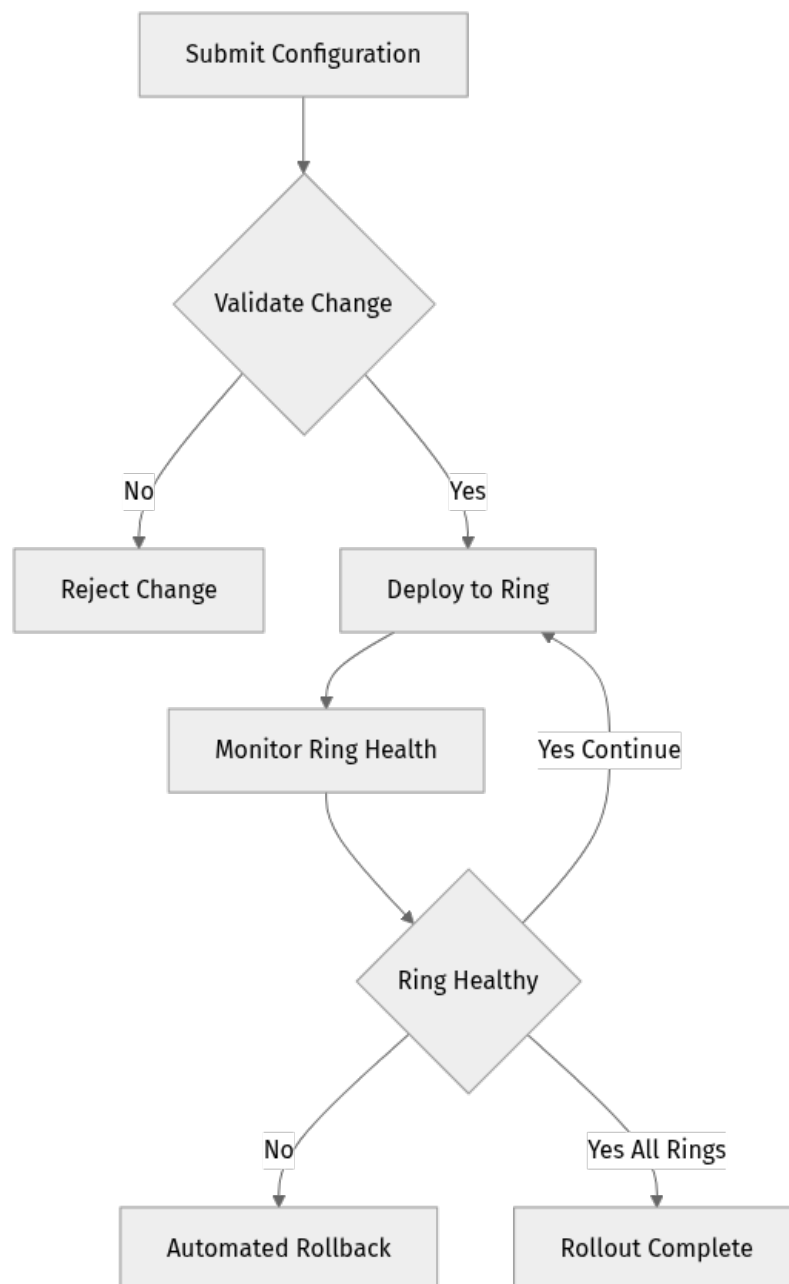 Submit Configuration
Validate Change
No
Yes
Reject Change
Deploy to Ring
Monitor Ring Health
Yes Continue
Ring Healthy
No
Yes All Rings
Automated Rollback
Rollout Complete